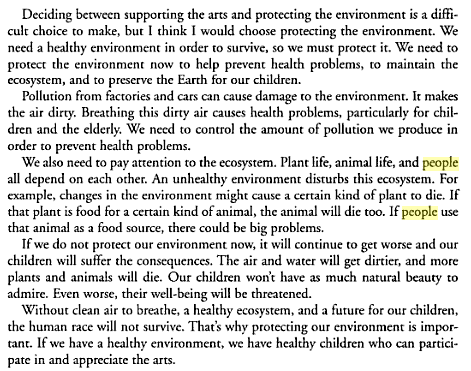 Deciding between supporting the arts and protecting the environment is a diffi-
cult choice to make, but I think I would choose protecting the environment. We
need a healthy environment in order to survive, so we must protect it. We need to
protect the environment now to help prevent health problems, to maintain the
ecosystem, and to preserve the Earth for our children.
Pollution from factories and cars can cause damage to the environment. It makes
the air dirty. Breathing this dirty air causes health problems, particularly for chil-
dren and the elderly. We need to control the amount of pollution we produce in
order to prevent health problems.
We also need to pay attention to the ecosystem. Plant life, animal life, and people
all depend on each other. An unhealthy environment disturbs this ecosystem. For
example, changes in the environment might cause a certain kind of plant to die. If
that plant is food for a certain kind of animal, the animal will die too. If people use
that animal as a food source, there could be big problems.
If we do not protect our environment now, it will continue to get worse and our
children will suffer the consequences. The air and water will get dirtier, and more
plants and animals will die. Our children won't have as much natural beauty to
admire. Even worse, their well-being will be threatened.
Without clean air to breathe, a healthy ecosystem, and a future for our children,
the human race will not survive. That's why protecting our environment is impor-
tant. If we have a healthy environment, we have healthy children who can partici-
pate in and appreciate the arts.